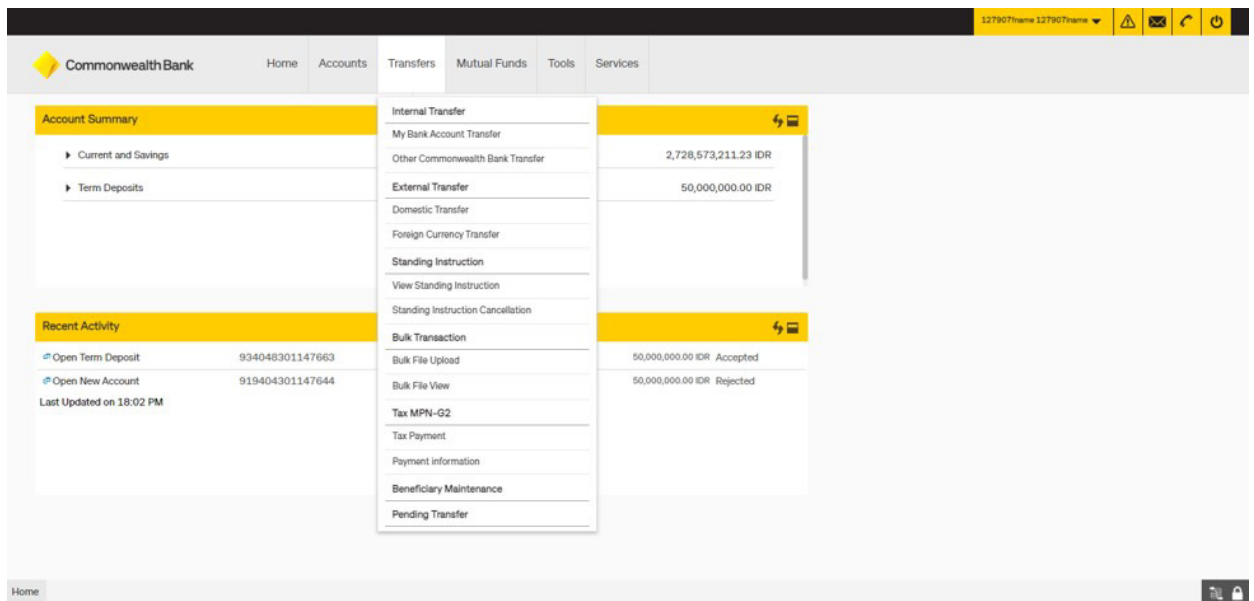 127907fname 127907lname
Commonwealth Bank
Home Accounts Transfers Mutual Funds Tools Services
Account Summary
Current and Savings 2,728,573,211.23 IDR
Term Deposits 50,000,000.00 IDR
Internal Transfer
My Bank Account Transfer
Other Commonwealth Bank Transfer
External Transfer
Domestic Transfer
Foreign Currency Transfer
Standing Instruction
View Standing Instruction
Standing Instruction Cancellation
Bulk Transaction
Bulk File Upload
Bulk File View
Tax MPN-G2
Tax Payment
Payment information
Beneficiary Maintenance
Pending Transfer
Recent Activity
Open Term Deposit 934048301147663 50,000,000.00 IDR Accepted
Open New Account 919404301147644 50,000,000.00 IDR Rejected
Last Updated on 18:02 PM
Home